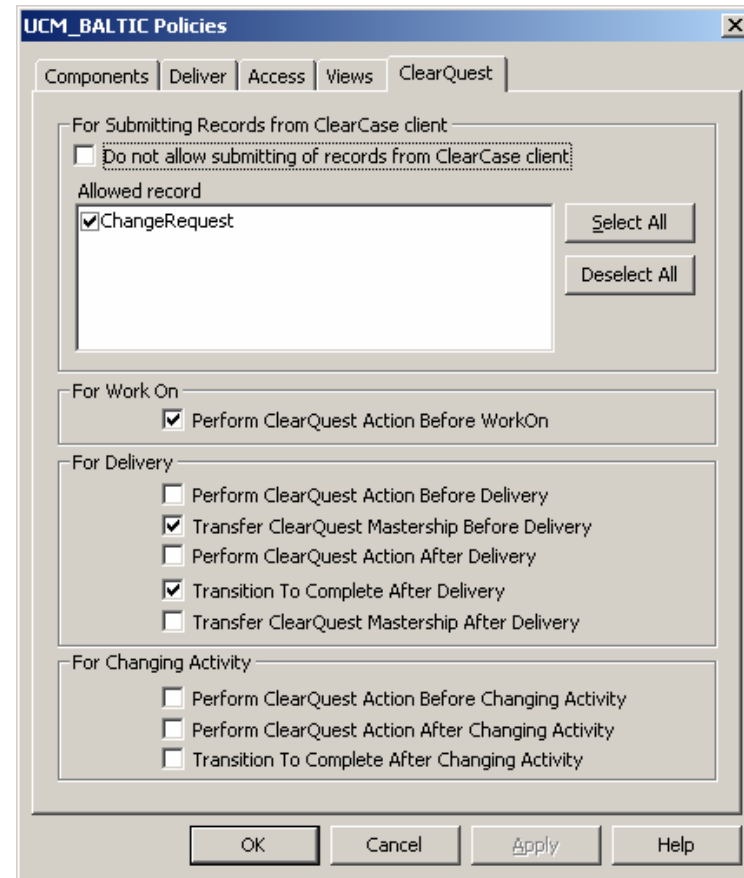 UCM_BALTIC Policies
Components Deliver Access Views ClearQuest
For Submitting Records from ClearCase client
Do not allow submitting of records from ClearCase client
Allowed record
ChangeRequest
Select All
Deselect All
For Work On
Perform ClearQuest Action Before WorkOn
For Delivery
Perform ClearQuest Action Before Delivery
Transfer ClearQuest Mastership Before Delivery
Perform ClearQuest Action After Delivery
Transition To Complete After Delivery
Transfer ClearQuest Mastership After Delivery
For Changing Activity
Perform ClearQuest Action Before Changing Activity
Perform ClearQuest Action After Changing Activity
Transition To Complete After Changing Activity
OK Cancel Apply Help